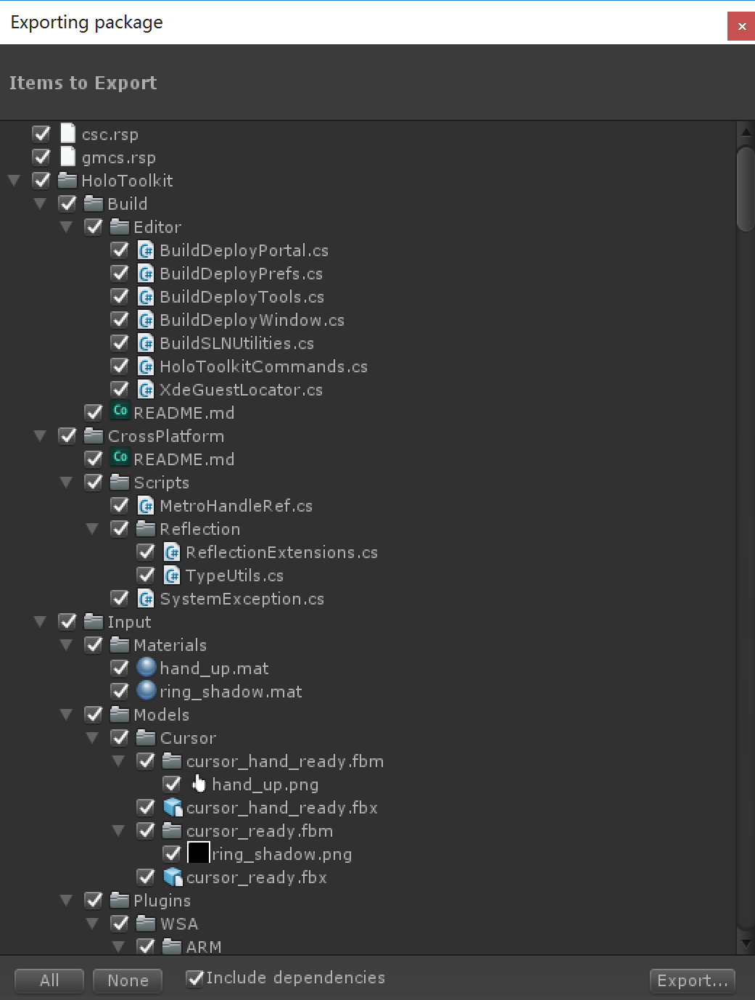 Exporting package
Items to Export
csc.rsp
gmcs.rsp
HoloToolkit
Build
Editor
C# BuildDeployPortal.cs
C# BuildDeployPrefs.cs
C# BuildDeployTools.cs
C# BuildDeployWindow.cs
C# BuildSLNUtilities.cs
C# HoloToolkitCommands.cs
C# XdeGuestLocator.cs
Co README.md
CrossPlatform
Co README.md
Scripts
C# MetroHandleRef.cs
Reflection
C# ReflectionExtensions.cs
C# TypeUtils.cs
C# SystemException.cs
Input
Materials
hand_up.mat
ring_shadow.mat
Models
Cursor
cursor_hand_ready.fbm
hand_up.png
cursor_hand_ready.fbx
cursor_ready.fbm
ring_shadow.png
cursor_ready.fbx
Plugins
WSA
ARM
All None Include dependencies Export...